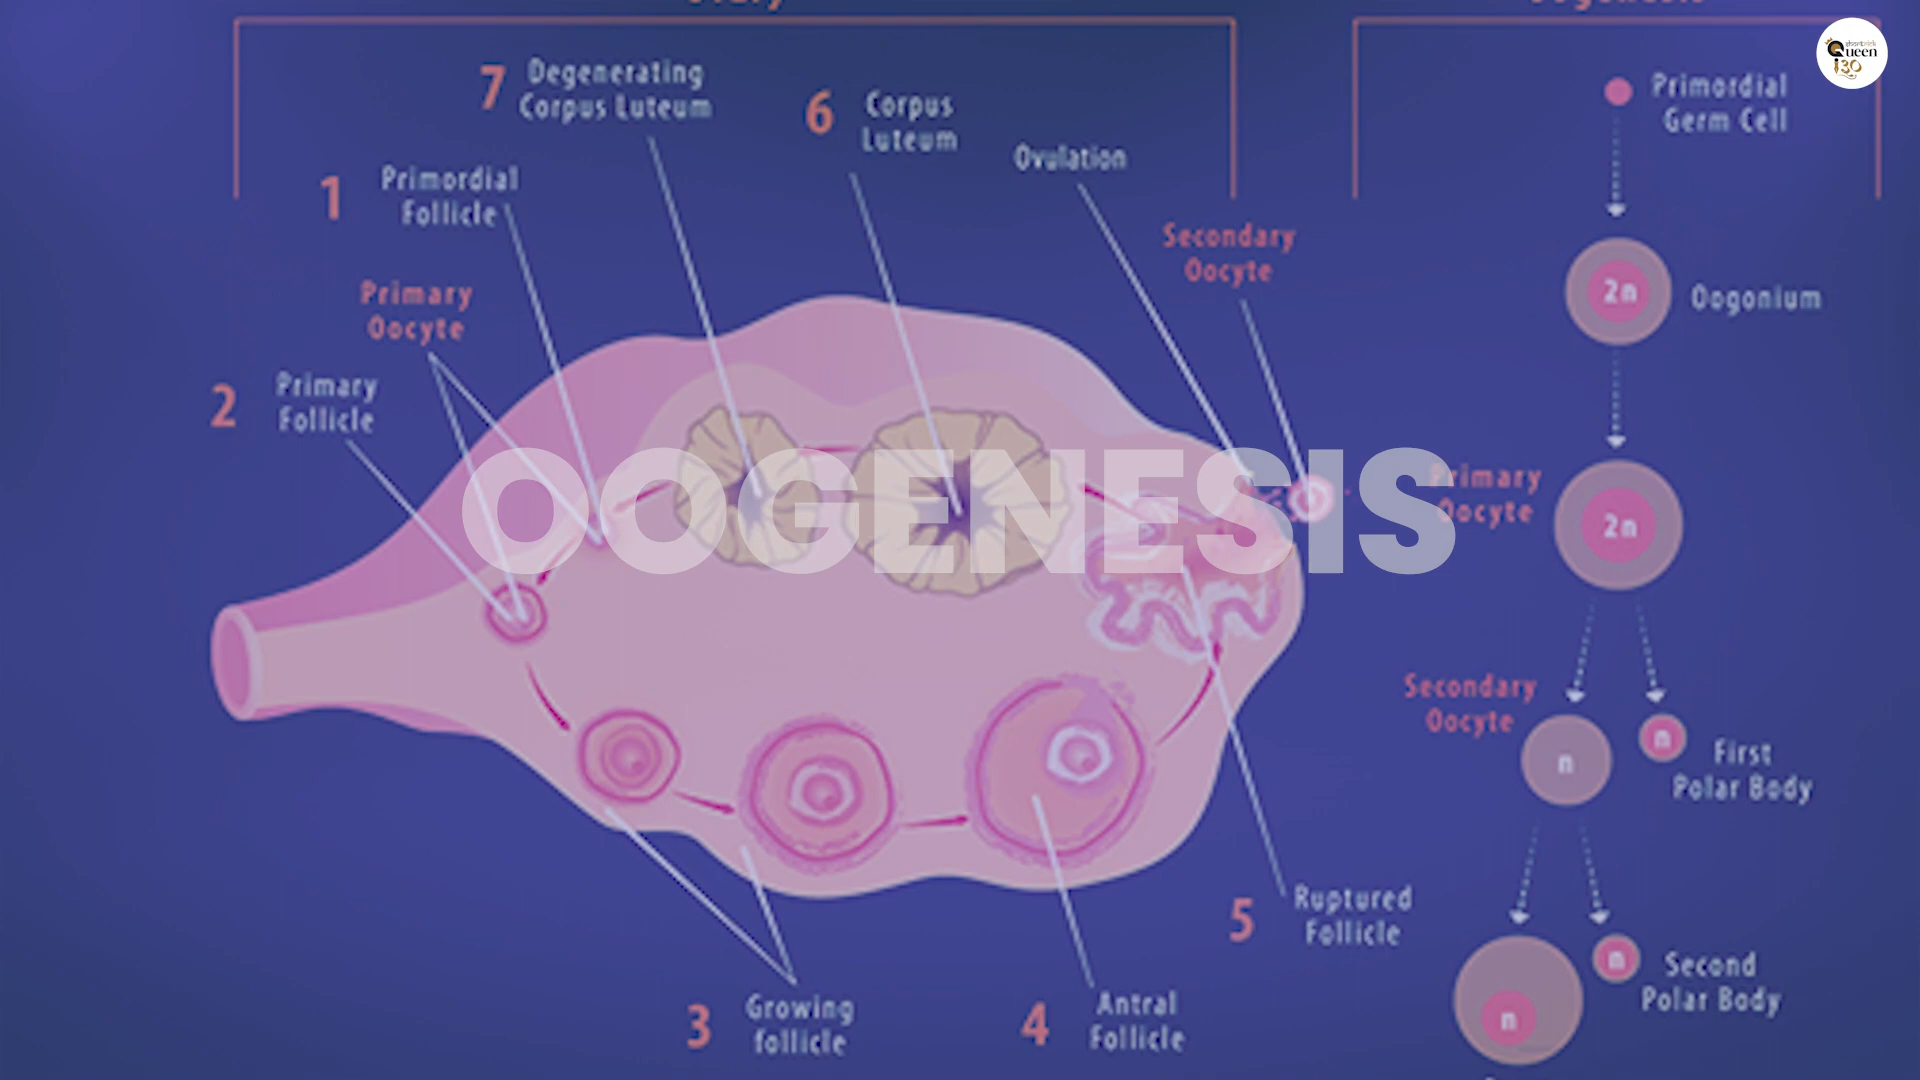 7
Degenerating
Corpus Luteum
6
Corpus
Luteum
Ovulation
1
Primordial
Follicle
Secondary
Oocyte
Primary
Oocyte
2
Primary
Follicle
OOGENESIS
5
Ruptured
Follicle
3
Growing
follicle
4
Antral
Follicle
Primordial
Germ Cell
2n
Oogonium
Primary
Oocyte
2n
Secondary
Oocyte
n
n
First
Polar Body
n
Second
Polar Body
n
Queen